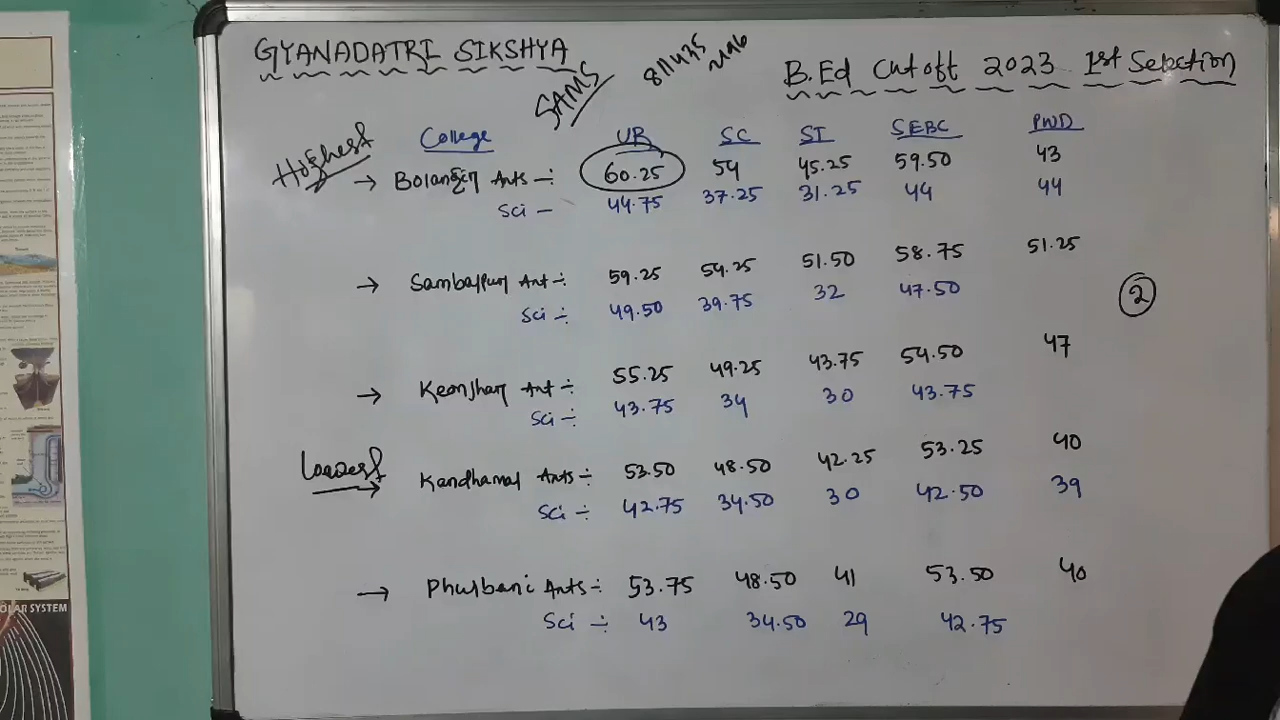 GYANADATRI SIKSHYA
SAMS
811435
B.Ed Cutoff 2023 1st Selection
Highest
College UR SC ST SEBC PWD
→ Bolangir Arts ÷ 60.25 54 45.25 59.50 43
Sci – 44.75 37.25 31.25 44 44
→ Sambalpur Art ÷ 59.25 54.25 51.50 58.75 51.25
Sci ÷ 49.50 39.75 32 47.50
2
→ Keonjhar Art ÷ 55.25 49.25 43.75 54.50 47
Sci ÷ 43.75 34 30 43.75
Lowest
→ Kandhamal Arts ÷ 53.50 48.50 42.25 53.25 40
Sci ÷ 42.75 34.50 30 42.50 39
→ Phulbani Arts ÷ 53.75 48.50 41 53.50 40
Sci ÷ 43 34.50 29 42.75
OLAR SYSTEM